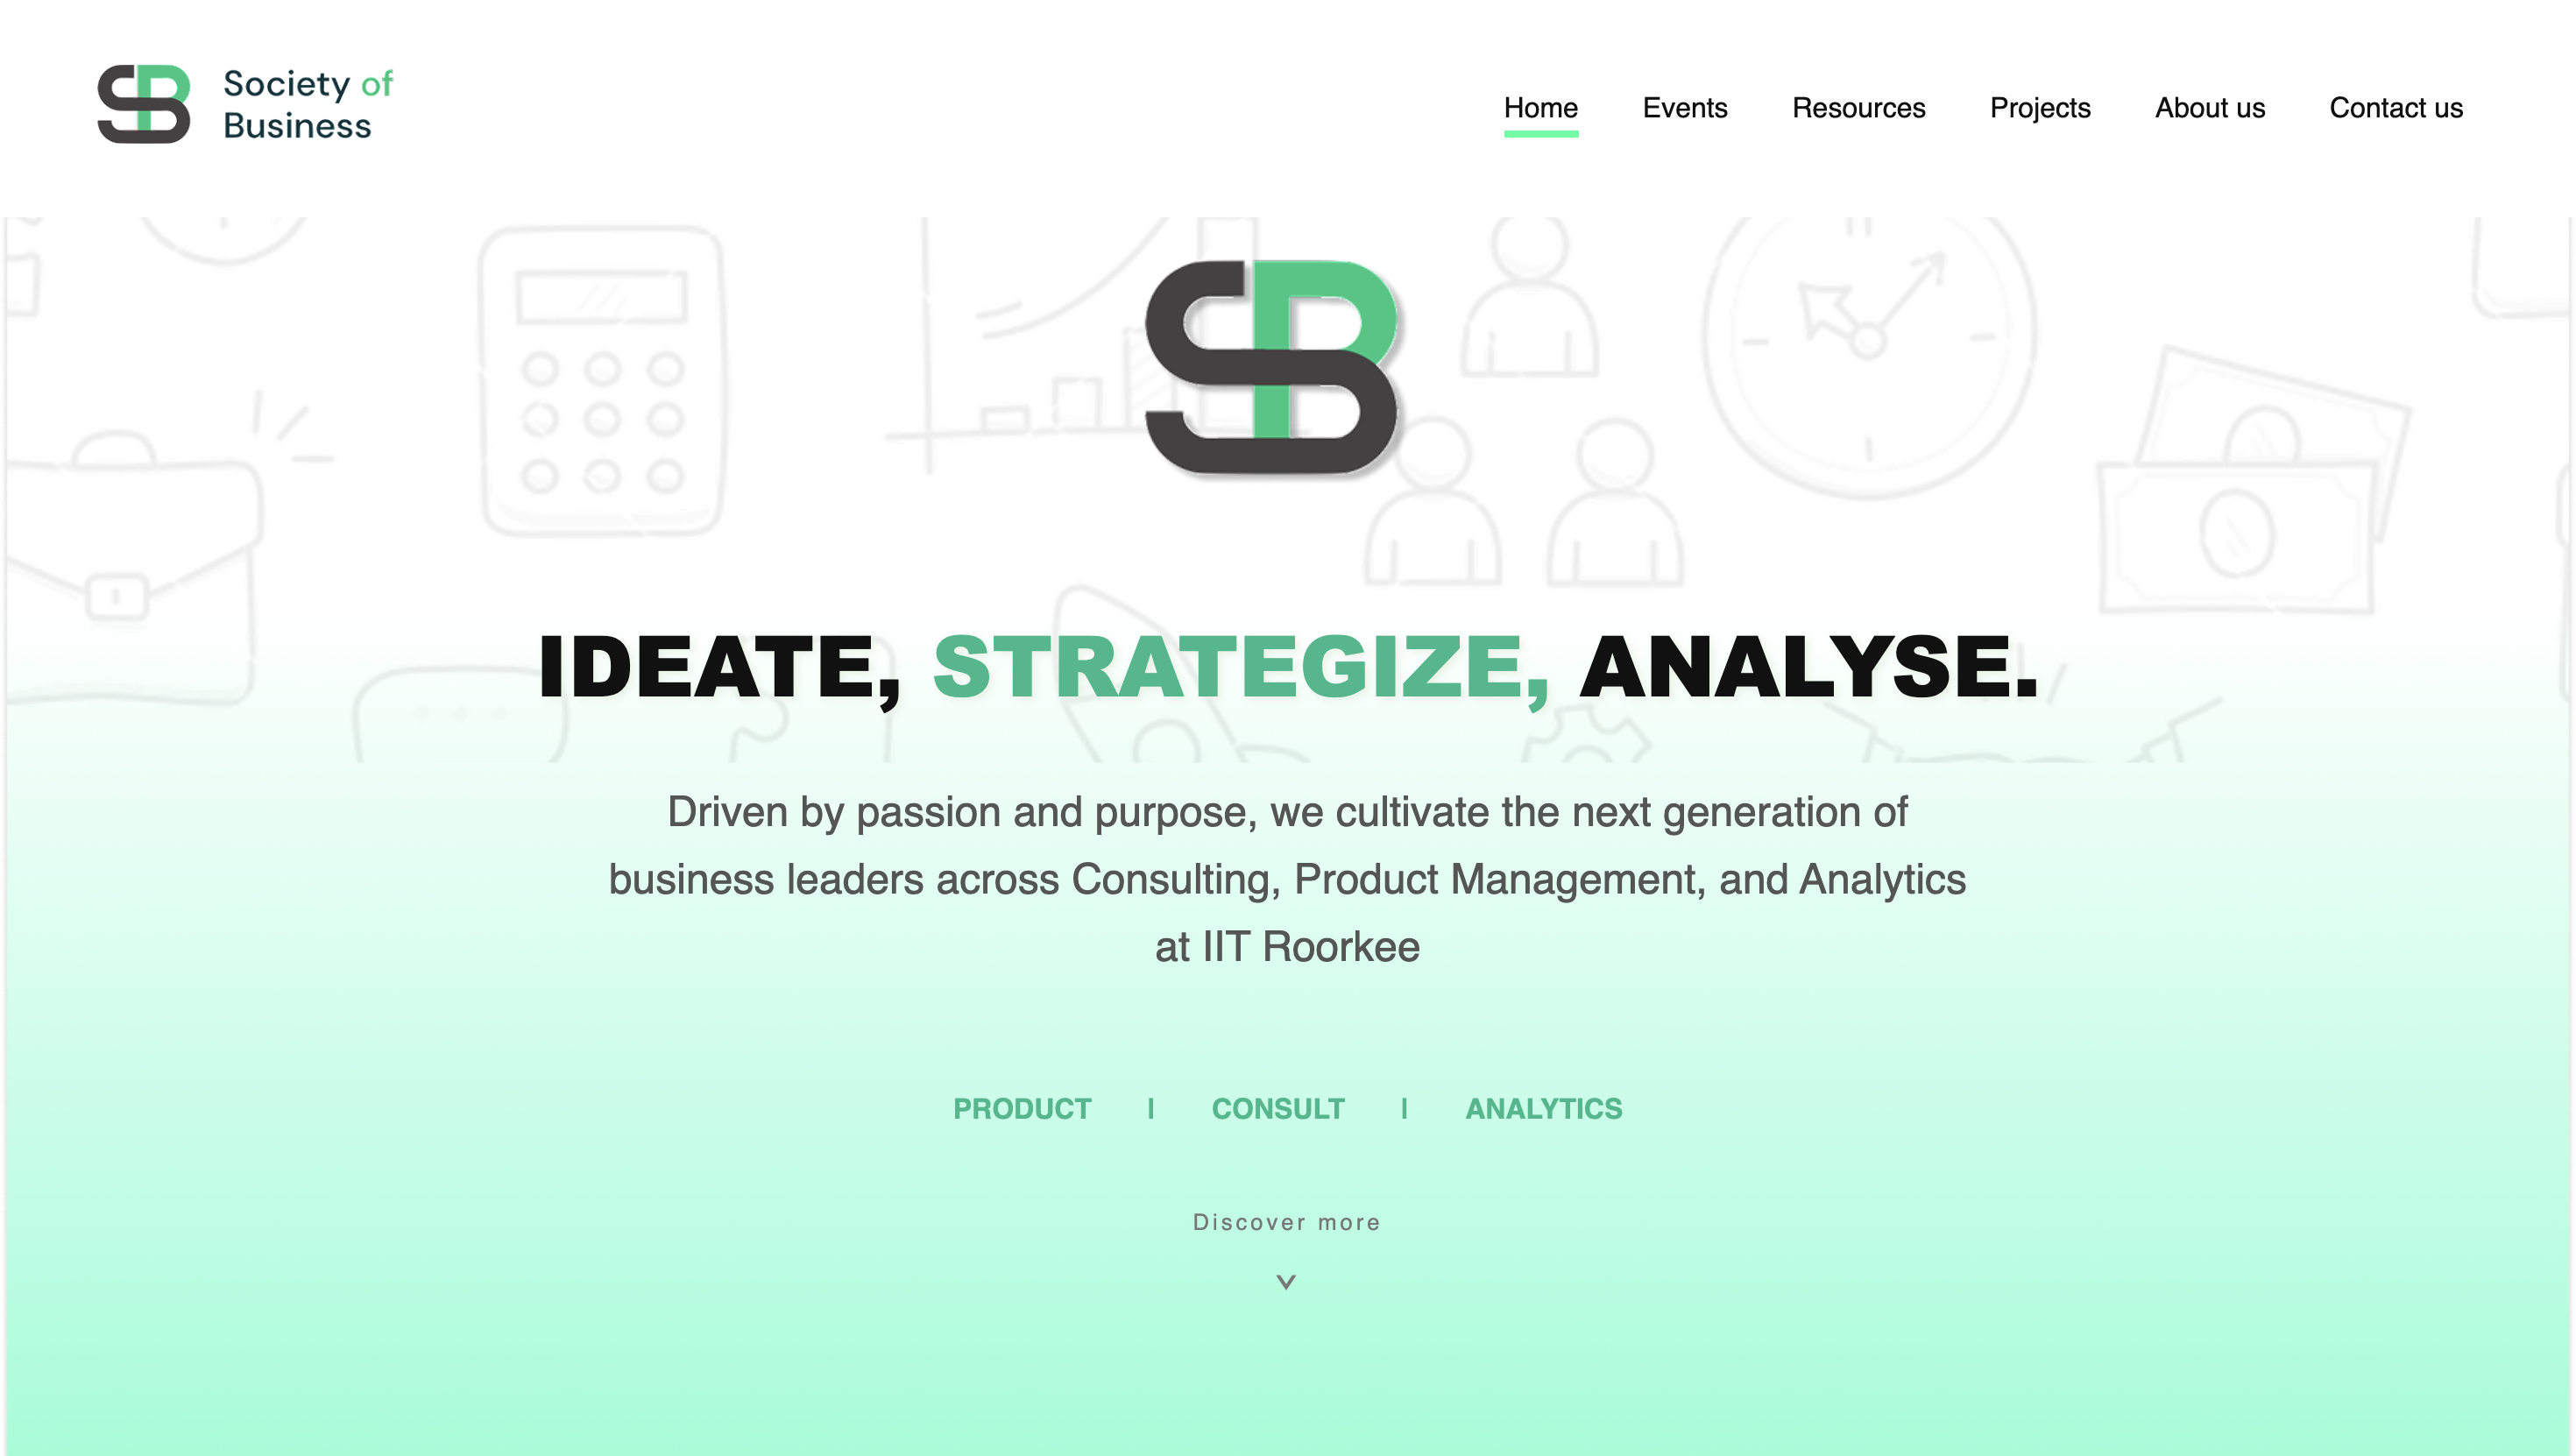 Society of
Business
Home Events Resources Projects About us Contact us
SB
IDEATE, STRATEGIZE, ANALYSE.
Driven by passion and purpose, we cultivate the next generation of
business leaders across Consulting, Product Management, and Analytics
at IIT Roorkee
PRODUCT | CONSULT | ANALYTICS
Discover more